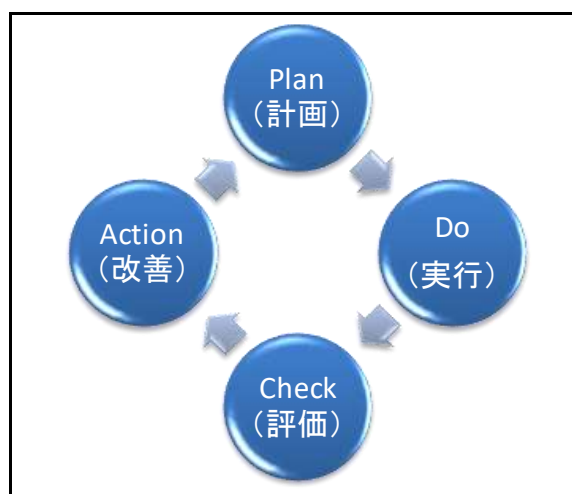 Plan
（計画）
Do
（実行）
Check
（評価）
Action
（改善）